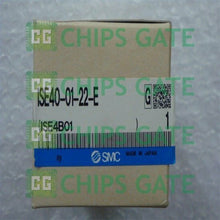 CHIPS GATE
ISE40-01-22-E
G
[ISE4B01 ] 1
SMC
MADE IN JAPAN
CHIPS GATE